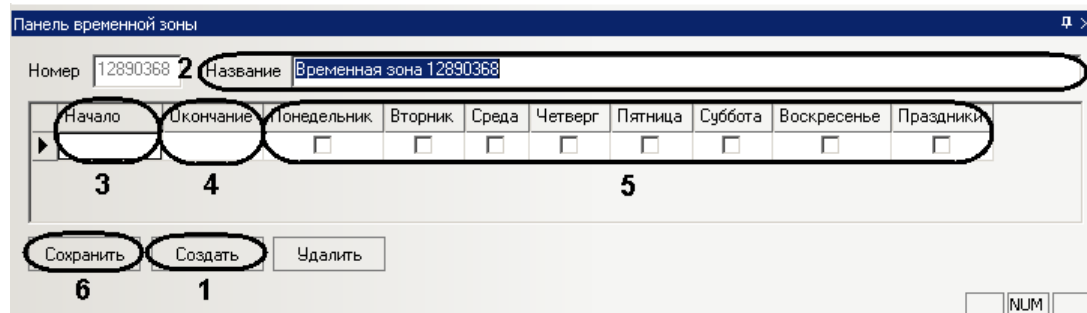 Панель временной зоны
Номер 12890368 2 Название Временная зона 12890368
Начало Окончание Понедельник Вторник Среда Четверг Пятница Суббота Воскресенье Праздники
3 4 5
Сохранить Создать Удалить
6 1
NUM